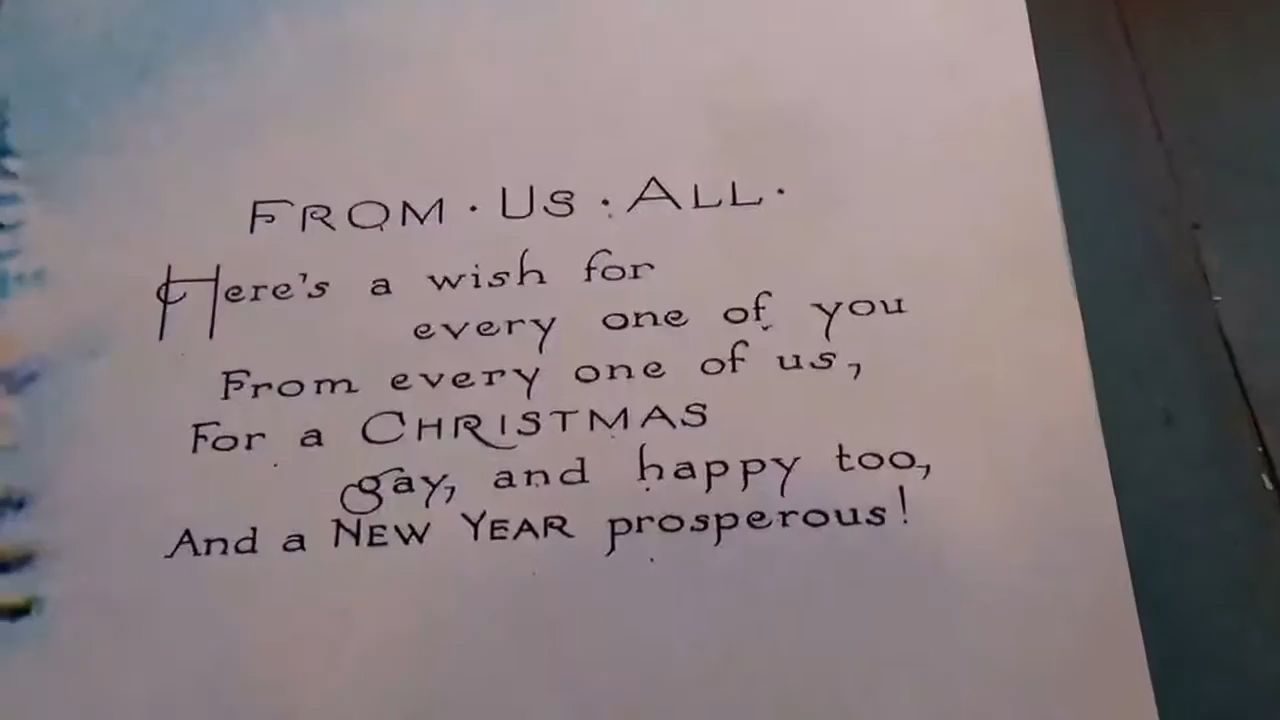 FROM · US · ALL ·
Here's a wish for
every one of you
From every one of us,
For a CHRISTMAS
gay, and happy too,
And a NEW YEAR prosperous!